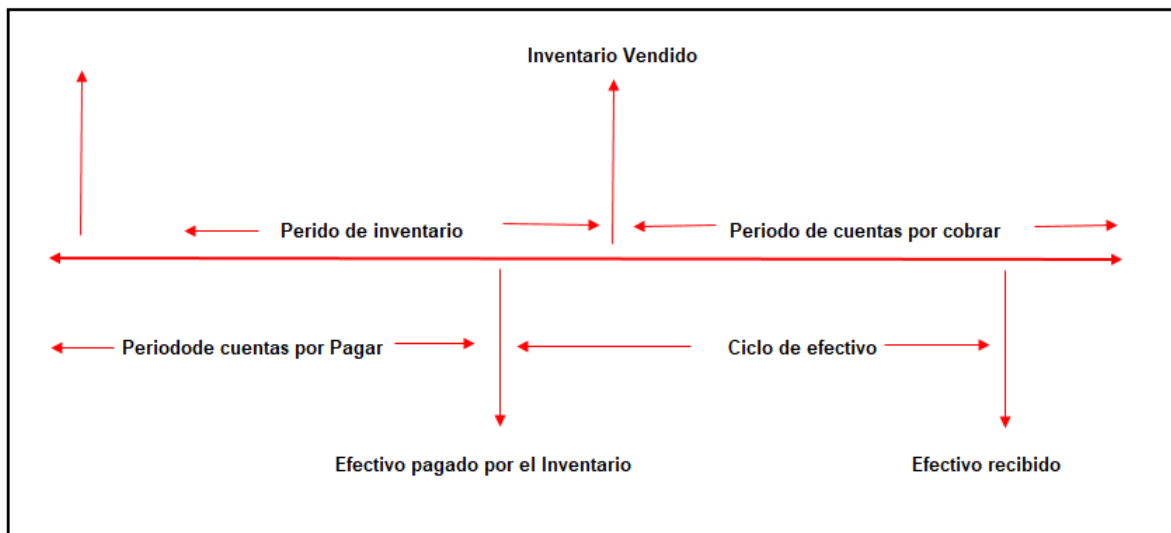 Inventario Vendido
Perido de inventario
Periodo de cuentas por cobrar
Periodode cuentas por Pagar
Ciclo de efectivo
Efectivo pagado por el Inventario
Efectivo recibido